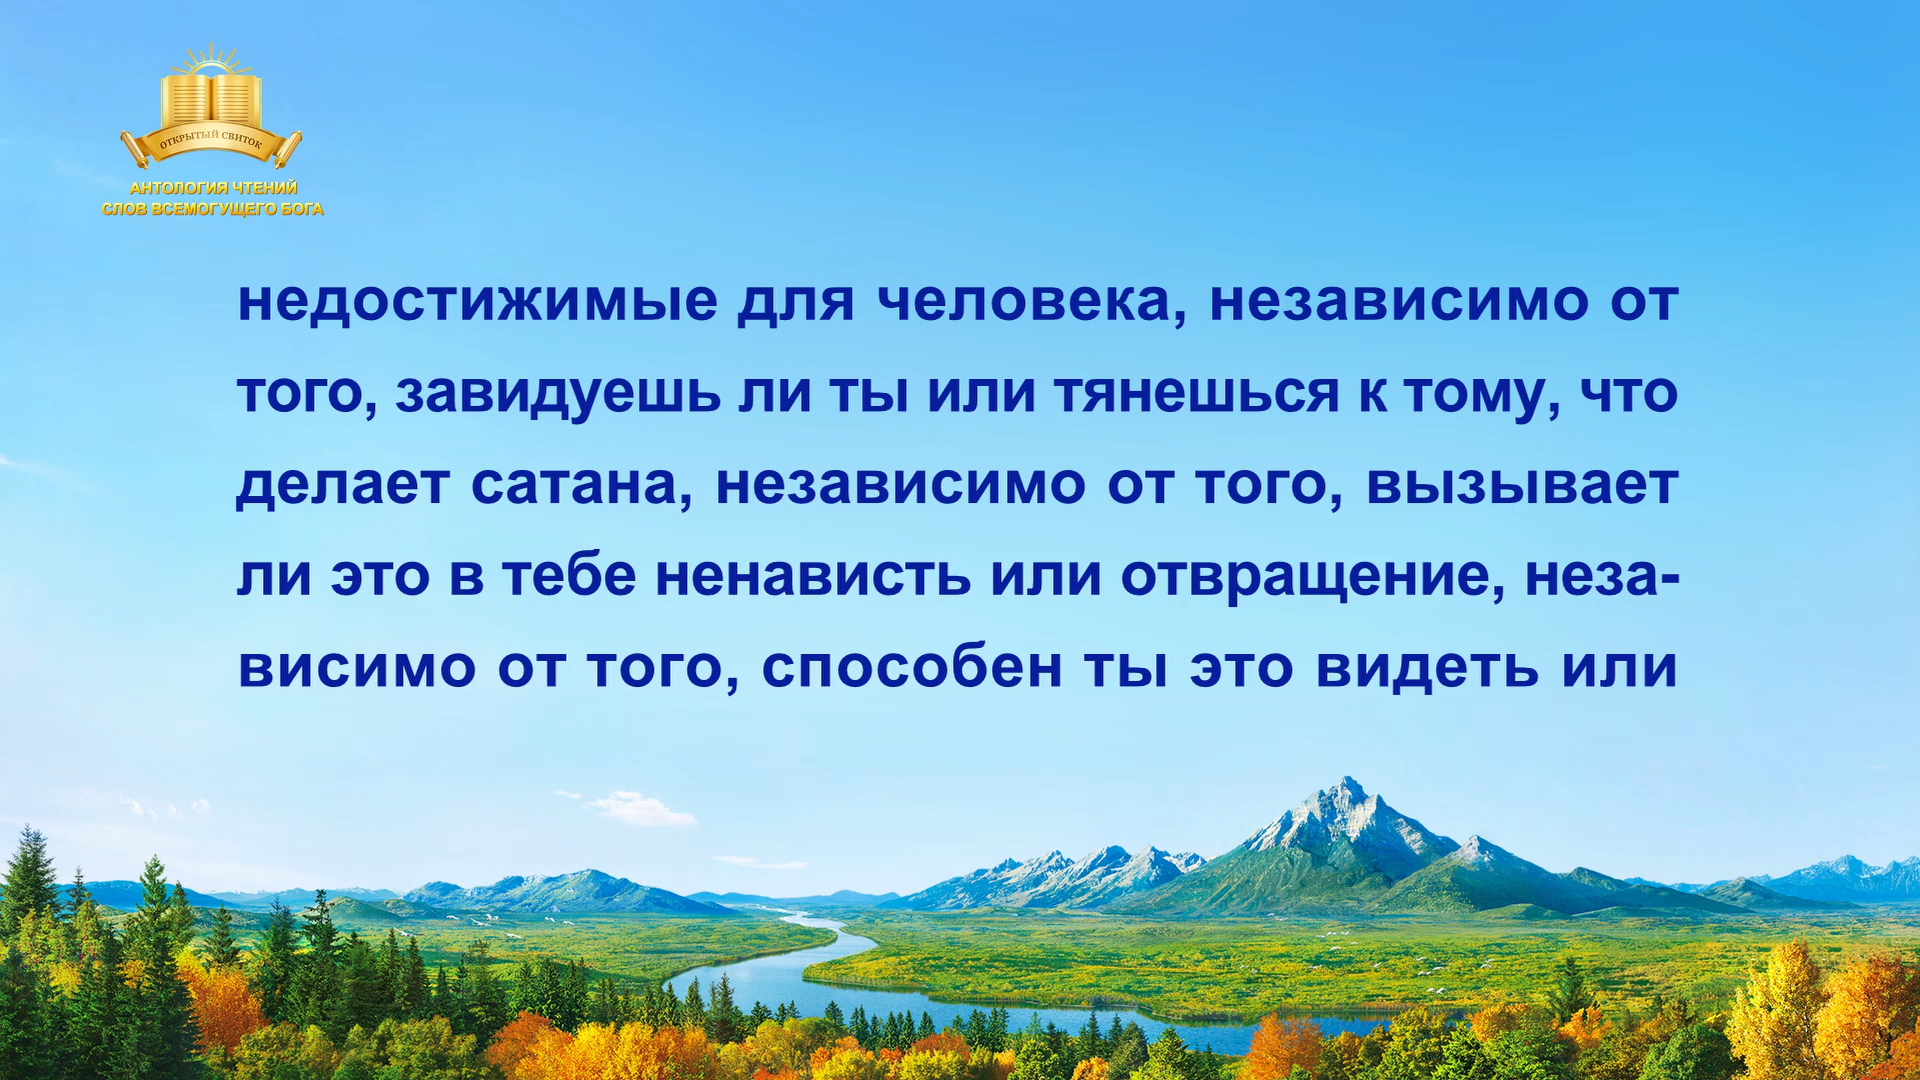 ОТКРЫТЫЙ СВИТОК
АНТОЛОГИЯ ЧТЕНИЙ
СЛОВ ВСЕМОГУЩЕГО БОГА
недостижимые для человека, независимо от
того, завидуешь ли ты или тянешься к тому, что
делает сатана, независимо от того, вызывает
ли это в тебе ненависть или отвращение, неза-
висимо от того, способен ты это видеть или